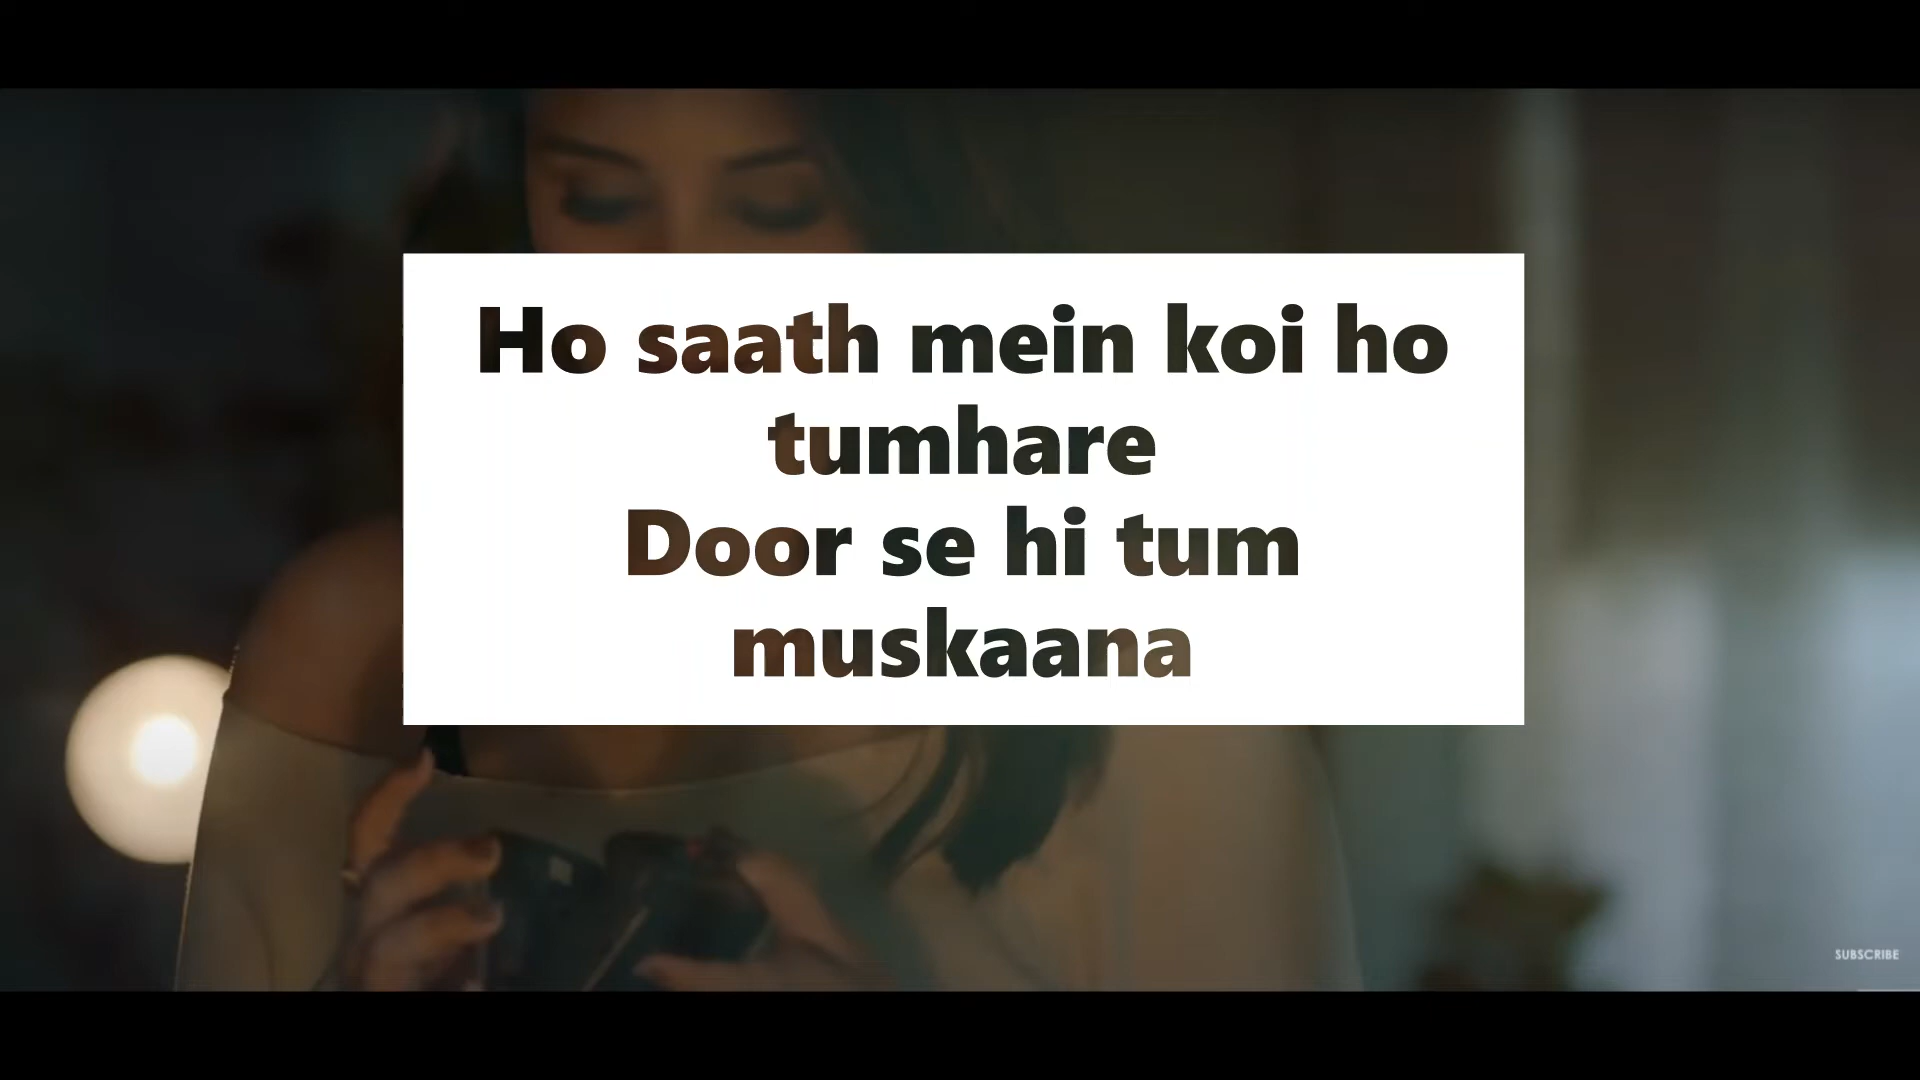 Ho saath mein koi ho
tumhare
Door se hi tum
muskaana
SUBSCRIBE